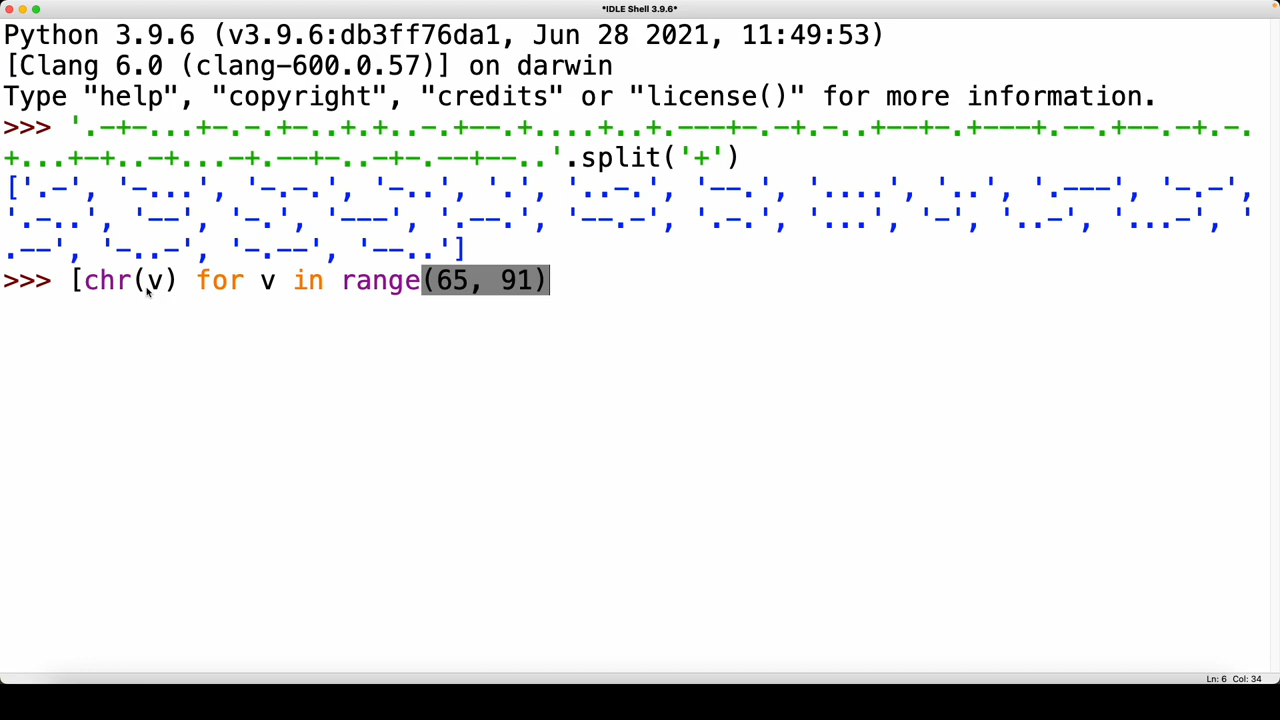 *IDLE Shell 3.9.6*
Python 3.9.6 (v3.9.6:db3ff76da1, Jun 28 2021, 11:49:53)
[Clang 6.0 (clang-600.0.57)] on darwin
Type "help", "copyright", "credits" or "license()" for more information.
>>> '.-+-...+-.-.+-..+.+..-.+--.+....+..+.---+-.-+.-..+--+-.+---+.--.+--.-+.-.
+...+-+..-+...-+.--+-..-+-.--+--..'.split('+')
['.-', '-...', '-.-.', '-..', '.', '..-.', '--.', '....', '..', '.---', '-.-',
'.-..', '--', '-.', '---', '.--.', '--.-', '.-.', '...', '-', '..-', '...-', '
.--', '-..-', '-.--', '--..']
>>> [chr(v) for v in range(65, 91)
Ln: 6 Col: 34